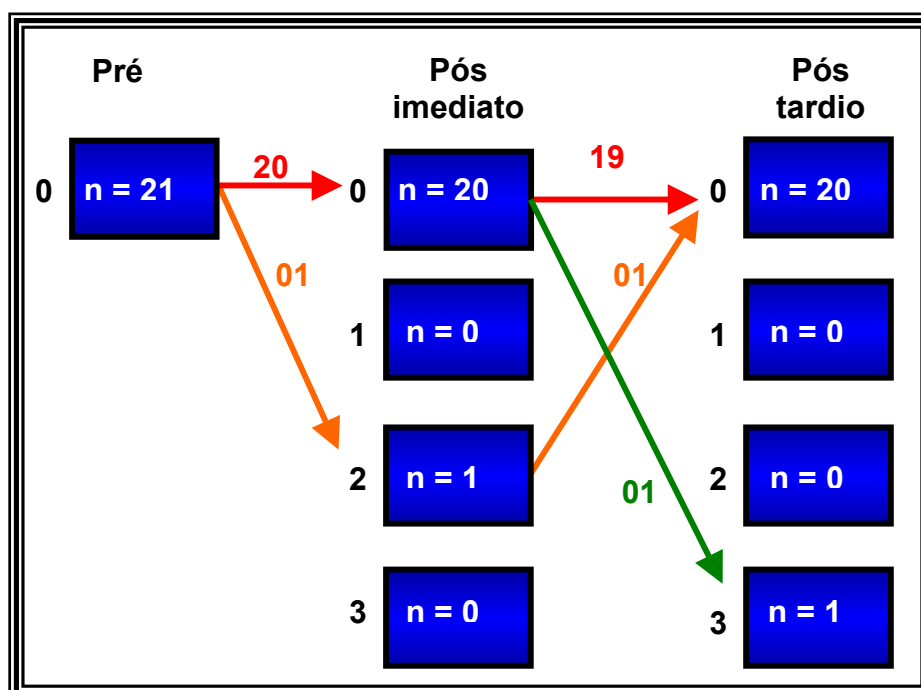 Pré
Pós
imediato
Pós
tardio
0
n = 21
20
0
n = 20
19
0
n = 20
01
01
1
n = 0
1
n = 0
2
n = 1
01
2
n = 0
3
n = 0
3
n = 1